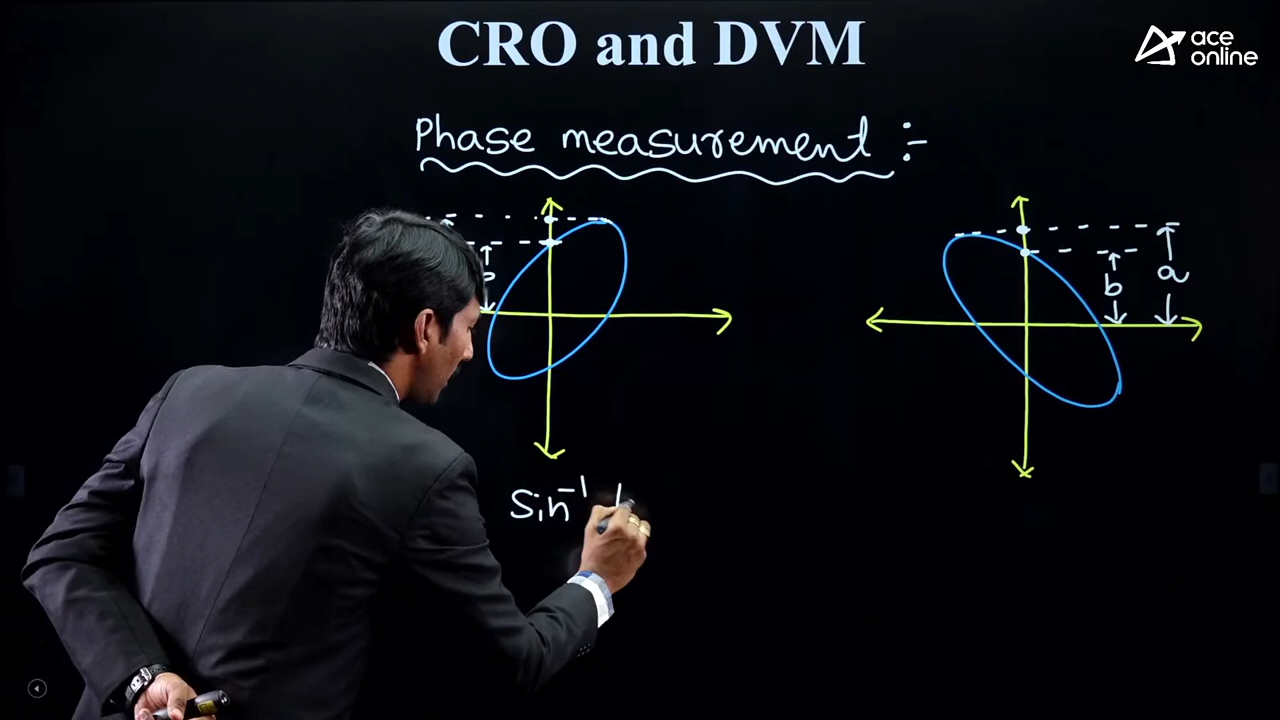 CRO and DVM
ace
online
Phase measurement :-
b
a
Sin⁻¹